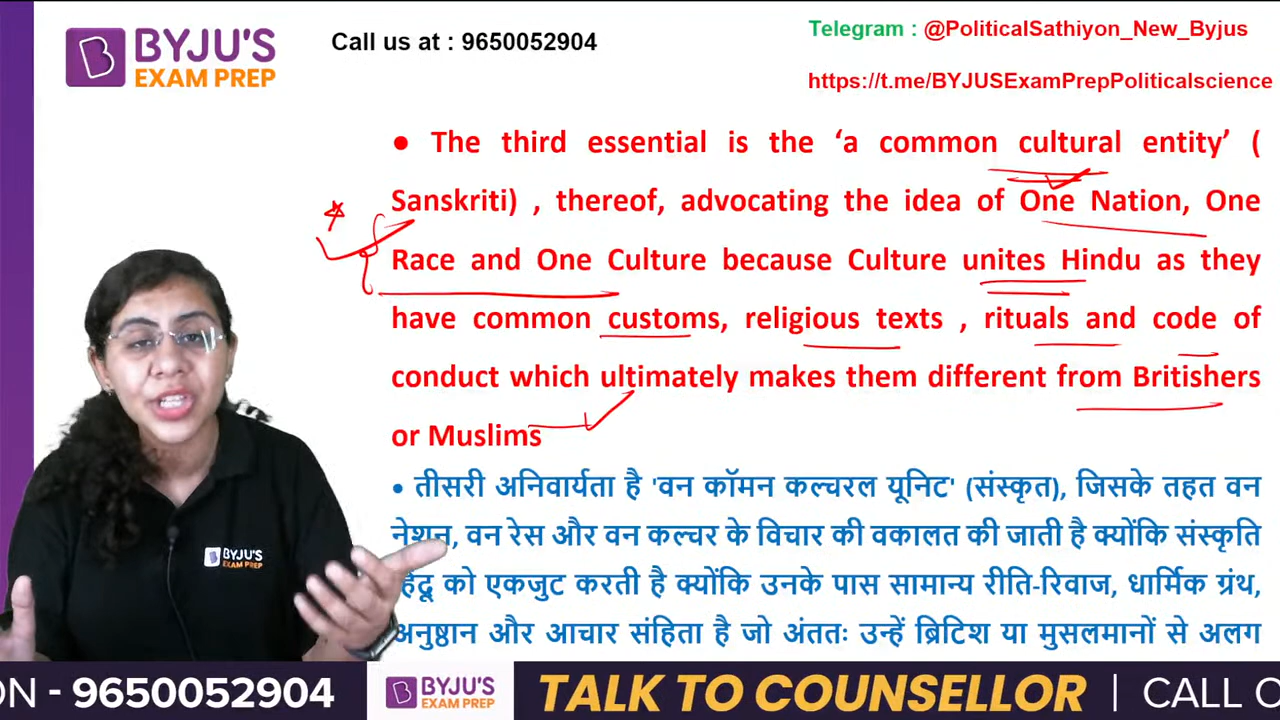 BYJU'S
EXAM PREP
Call us at : 9650052904
Telegram : @PoliticalSathiyon_New_Byjus
https://t.me/BYJUSExamPrepPoliticalscience
● The third essential is the ‘a common cultural entity’ (
Sanskriti) , thereof, advocating the idea of One Nation, One
Race and One Culture because Culture unites Hindu as they
have common customs, religious texts , rituals and code of
conduct which ultimately makes them different from Britishers
or Muslims
• तीसरी अनिवार्यता है 'वन कॉमन कल्चरल यूनिट' (संस्कृत), जिसके तहत वन
नेशन, वन रेस और वन कल्चर के विचार की वकालत की जाती है क्योंकि संस्कृति
हिंदू को एकजुट करती है क्योंकि उनके पास सामान्य रीति-रिवाज, धार्मिक ग्रंथ,
अनुष्ठान और आचार संहिता है जो अंततः उन्हें ब्रिटिश या मुसलमानों से अलग
BYJU'S
EXAM PREP
ON - 9650052904
BYJU'S
EXAM PREP
TALK TO COUNSELLOR
CALL O